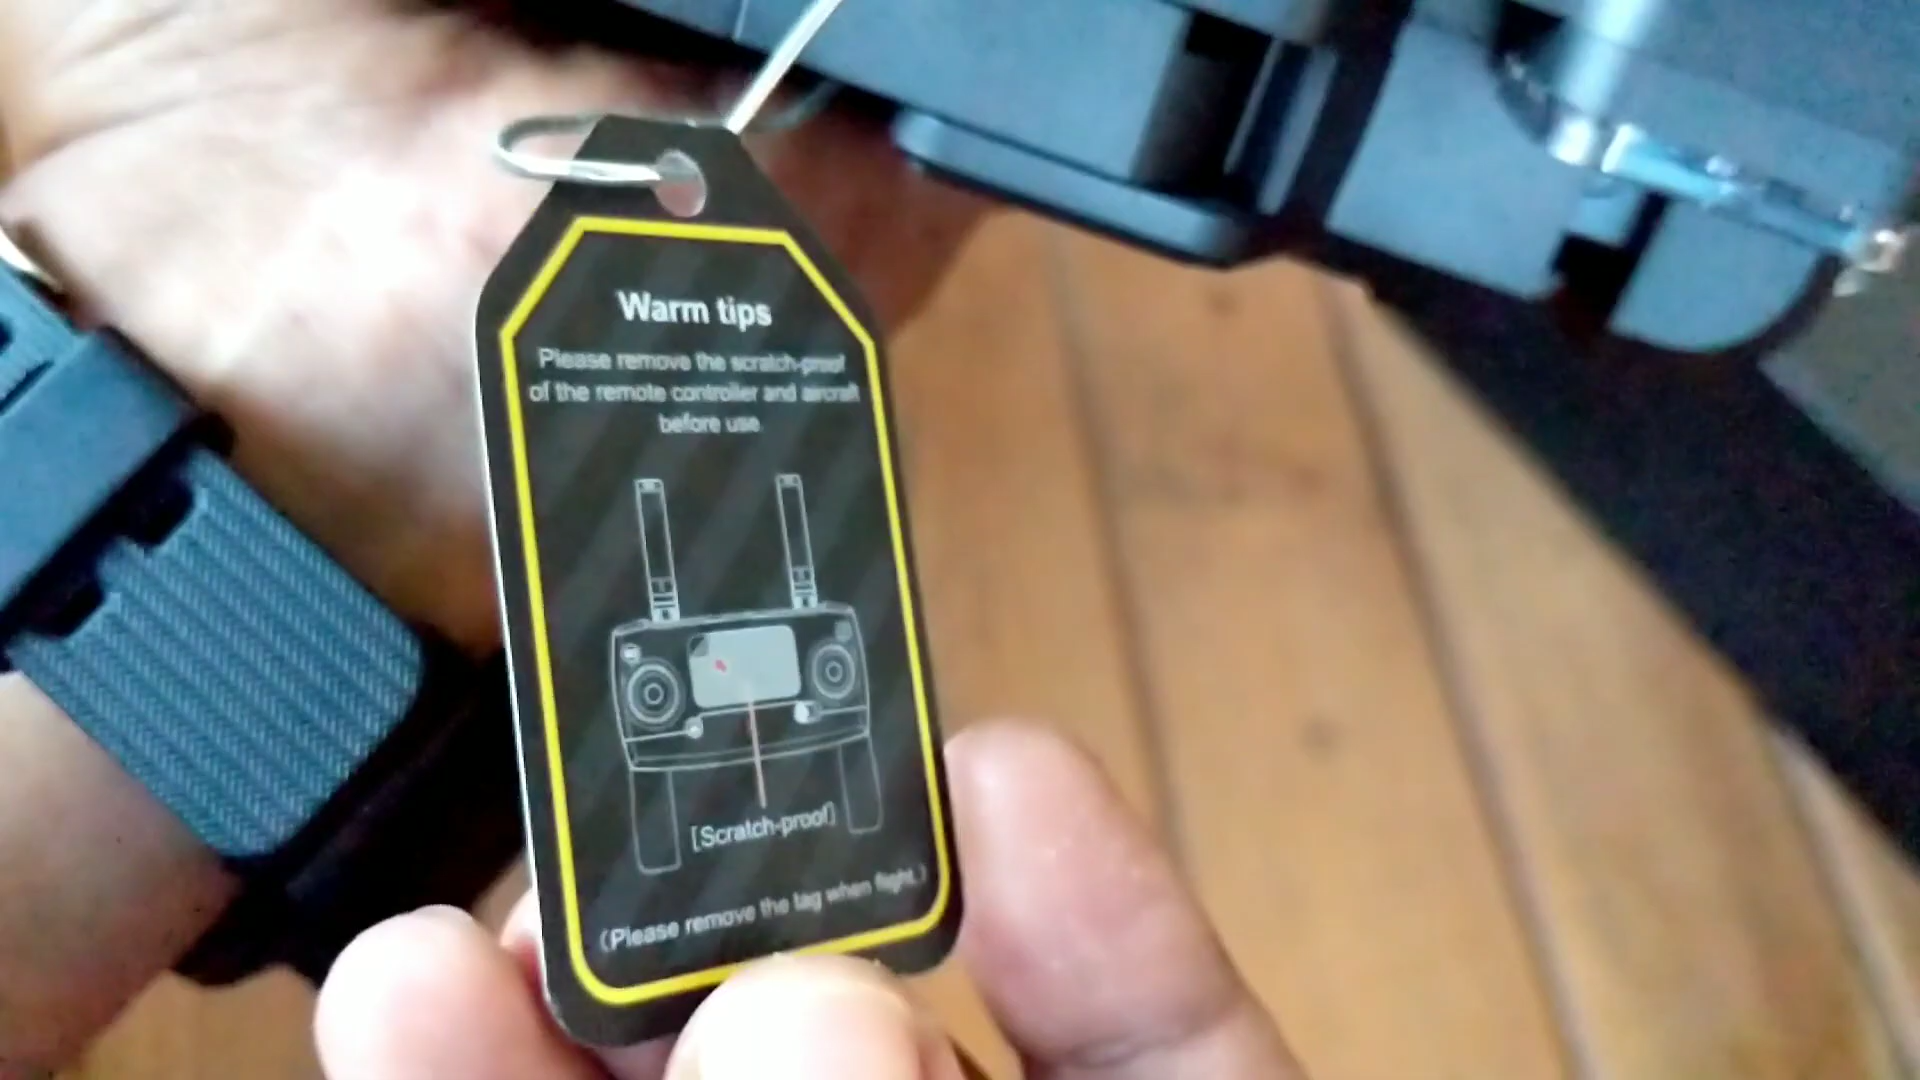 Warm tips
Please remove the scratch-proof
of the remote controller and aircraft
before use.
[Scratch-proof]
(Please remove the tag when flight.)